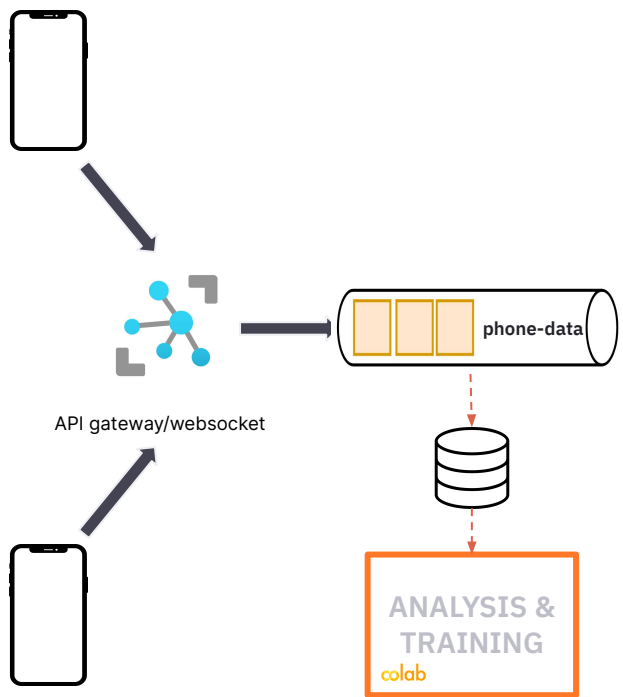 phone-data
API gateway/websocket
ANALYSIS &
TRAINING
colab